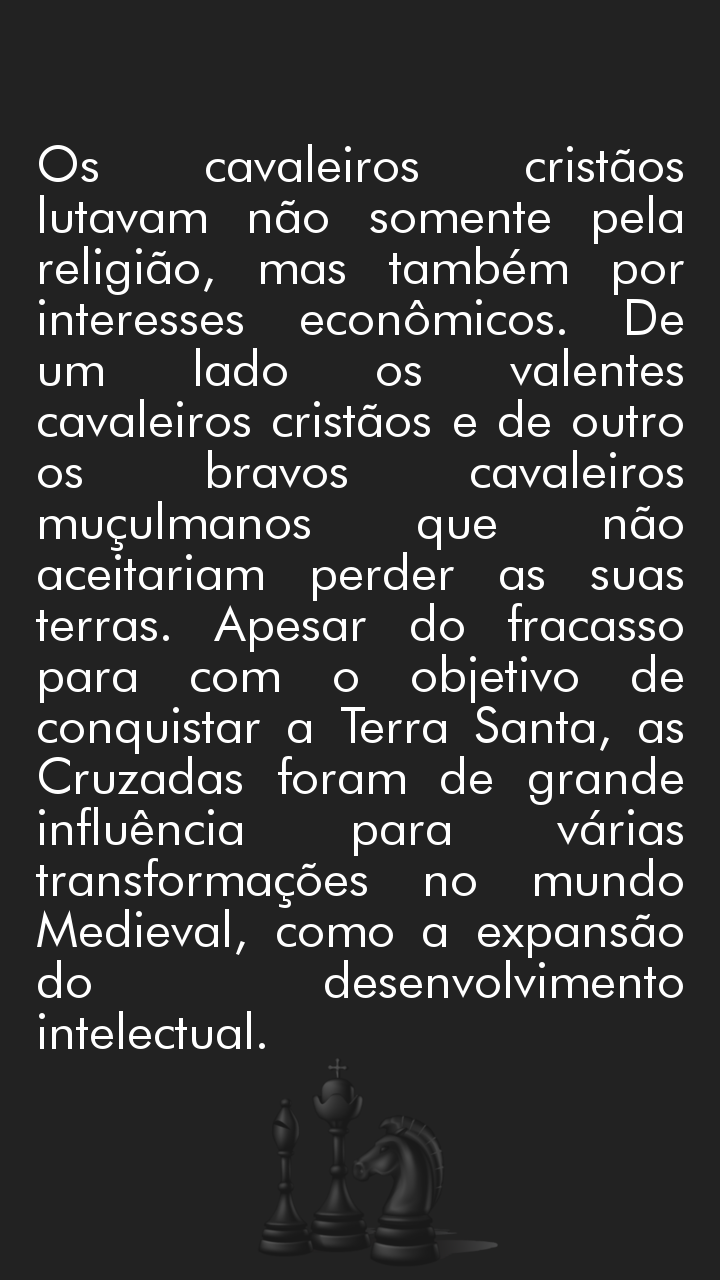 Os cavaleiros cristãos
lutavam não somente pela
religião, mas também por
interesses econômicos. De
um lado os valentes
cavaleiros cristãos e de outro
os bravos cavaleiros
muçulmanos que não
aceitariam perder as suas
terras. Apesar do fracasso
para com o objetivo de
conquistar a Terra Santa, as
Cruzadas foram de grande
influência para várias
transformações no mundo
Medieval, como a expansão
do desenvolvimento
intelectual.